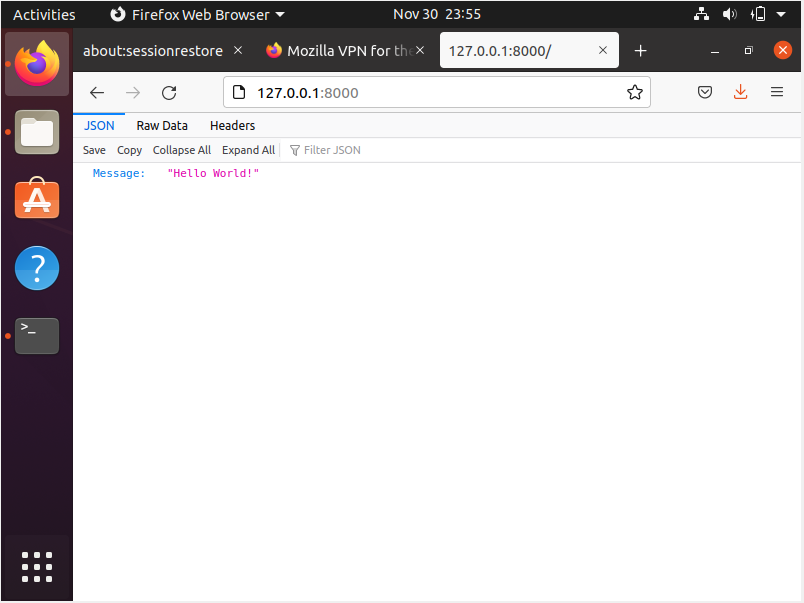 Activities Firefox Web Browser Nov 30 23:55
about:sessionrestore Mozilla VPN for the 127.0.0.1:8000/
127.0.0.1:8000
JSON Raw Data Headers
Save Copy Collapse All Expand All Filter JSON
Message: "Hello World!"
>_